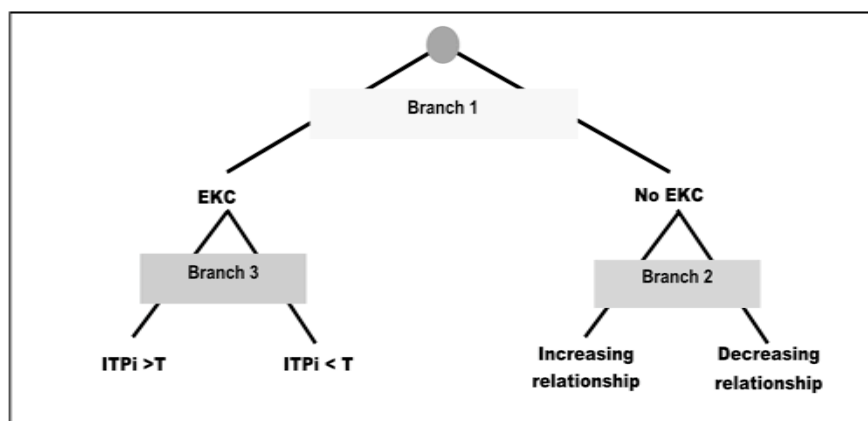 Branch 1
EKC
No EKC
Branch 3
Branch 2
ITPi >T
ITPi < T
Increasing
relationship
Decreasing
relationship